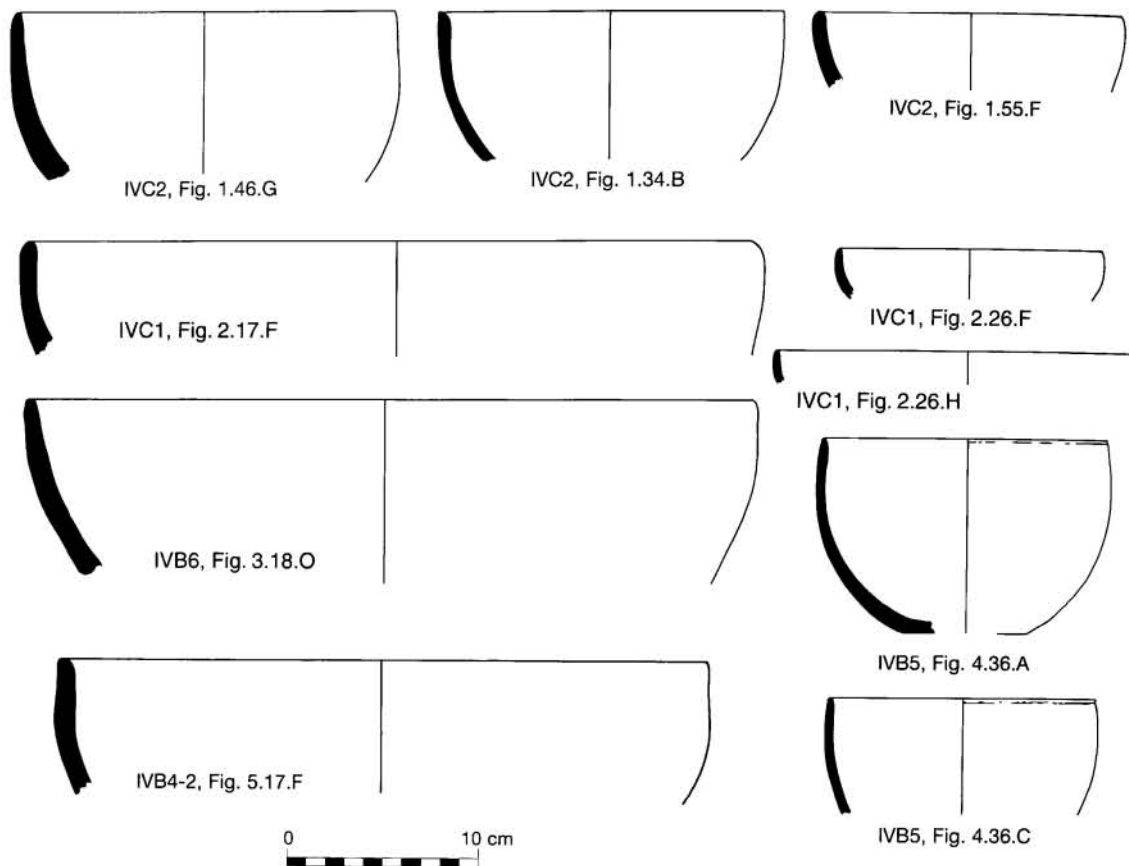 IVC2, Fig. 1.46.G
IVC2, Fig. 1.34.B
IVC2, Fig. 1.55.F
IVC1, Fig. 2.17.F
IVC1, Fig. 2.26.F
IVC1, Fig. 2.26.H
IVB6, Fig. 3.18.O
IVB5, Fig. 4.36.A
IVB4-2, Fig. 5.17.F
IVB5, Fig. 4.36.C
0 10 cm